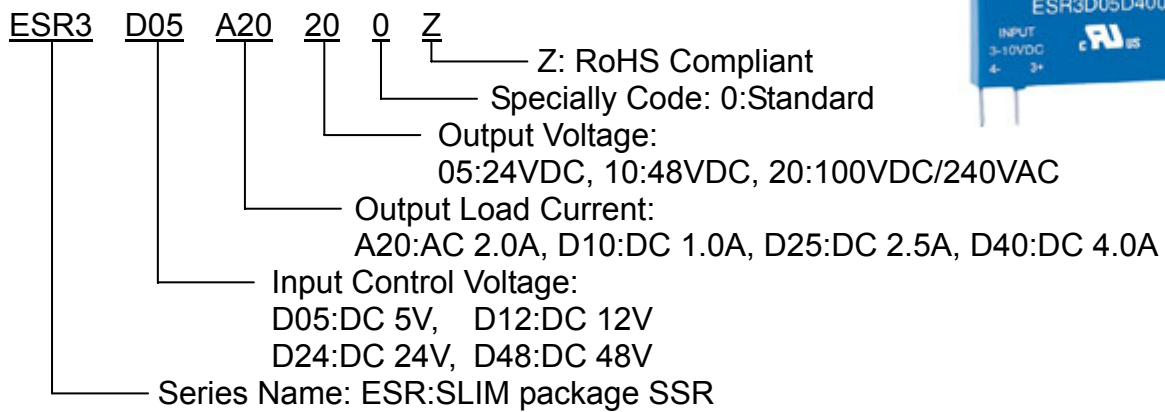 ESR3D05D400
INPUT
3-10VDC
4- 3+
c RU us
ESR3 D05 A20 20 0 Z
Z: RoHS Compliant
Specially Code: 0:Standard
Output Voltage:
05:24VDC, 10:48VDC, 20:100VDC/240VAC
Output Load Current:
A20:AC 2.0A, D10:DC 1.0A, D25:DC 2.5A, D40:DC 4.0A
Input Control Voltage:
D05:DC 5V, D12:DC 12V
D24:DC 24V, D48:DC 48V
Series Name: ESR:SLIM package SSR